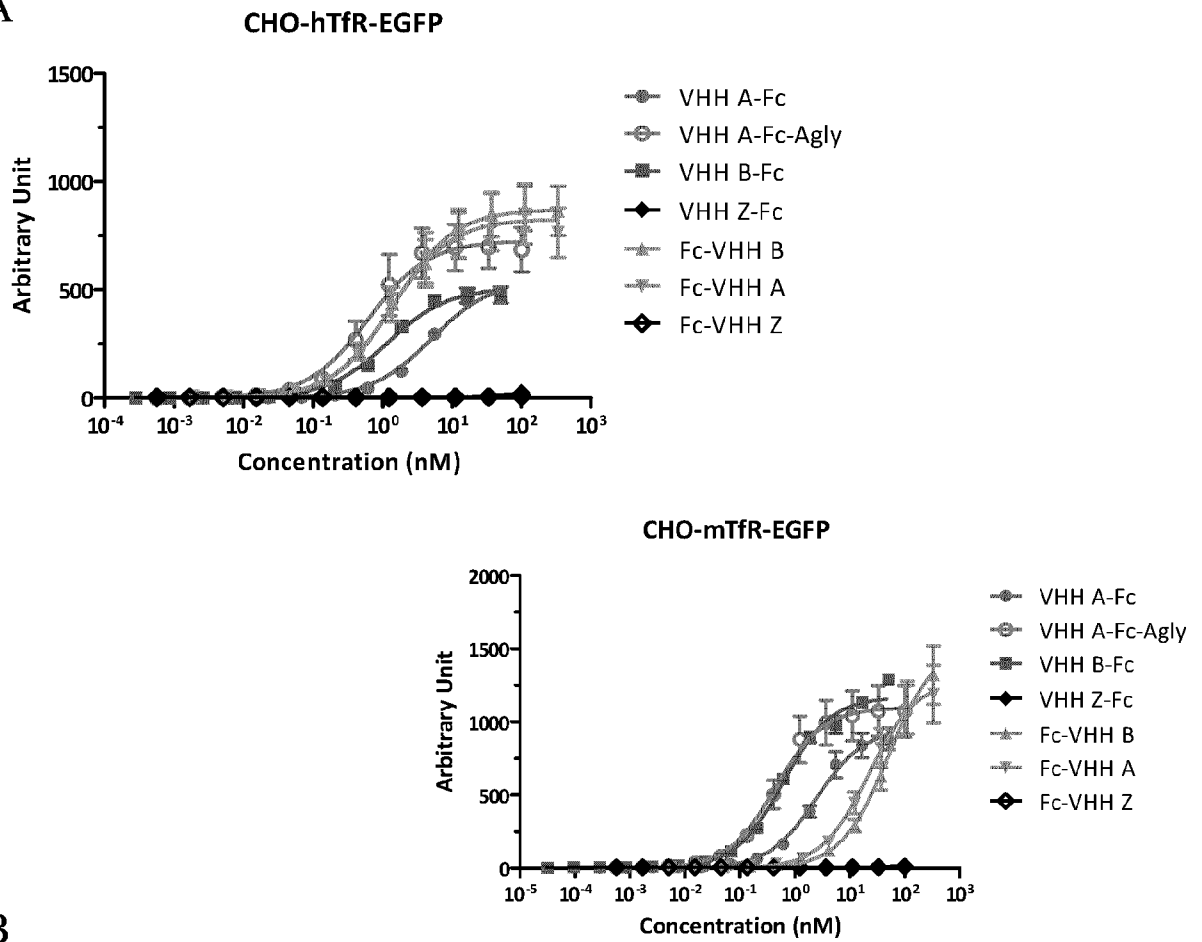 A
CHO-hTfR-EGFP
1500
1000
500
0
Arbitrary Unit
10⁻⁴ 10⁻³ 10⁻² 10⁻¹ 10⁰ 10¹ 10² 10³
Concentration (nM)
VHH A-Fc
VHH A-Fc-Agly
VHH B-Fc
VHH Z-Fc
Fc-VHH B
Fc-VHH A
Fc-VHH Z
CHO-mTfR-EGFP
2000
1500
1000
500
0
Arbitrary Unit
10⁻⁵ 10⁻⁴ 10⁻³ 10⁻² 10⁻¹ 10⁰ 10¹ 10² 10³
Concentration (nM)
VHH A-Fc
VHH A-Fc-Agly
VHH B-Fc
VHH Z-Fc
Fc-VHH B
Fc-VHH A
Fc-VHH Z
B